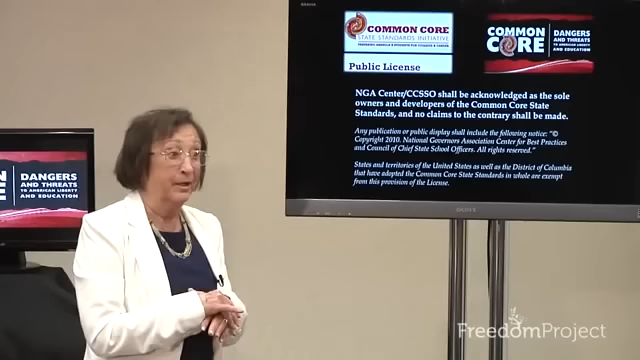 COMMON CORE
STATE STANDARDS INITIATIVE
PREPARING AMERICA'S STUDENTS FOR COLLEGE & CAREER
Public License
COMMON
CORE
DANGERS
AND THREATS
TO AMERICAN LIBERTY
AND EDUCATION
NGA Center/CCSSO shall be acknowledged as the sole
owners and developers of the Common Core State
Standards, and no claims to the contrary shall be made.
Any publication or public display shall include the following notice: "©
Copyright 2010. National Governors Association Center for Best Practices
and Council of Chief State School Officers. All rights reserved."
States and territories of the United States as well as the District of Columbia
that have adopted the Common Core State Standards in whole are exempt
from this provision of the License.
DANGERS
AND THREATS
TO AMERICAN LIBERTY
AND EDUCATION
FreedomProject